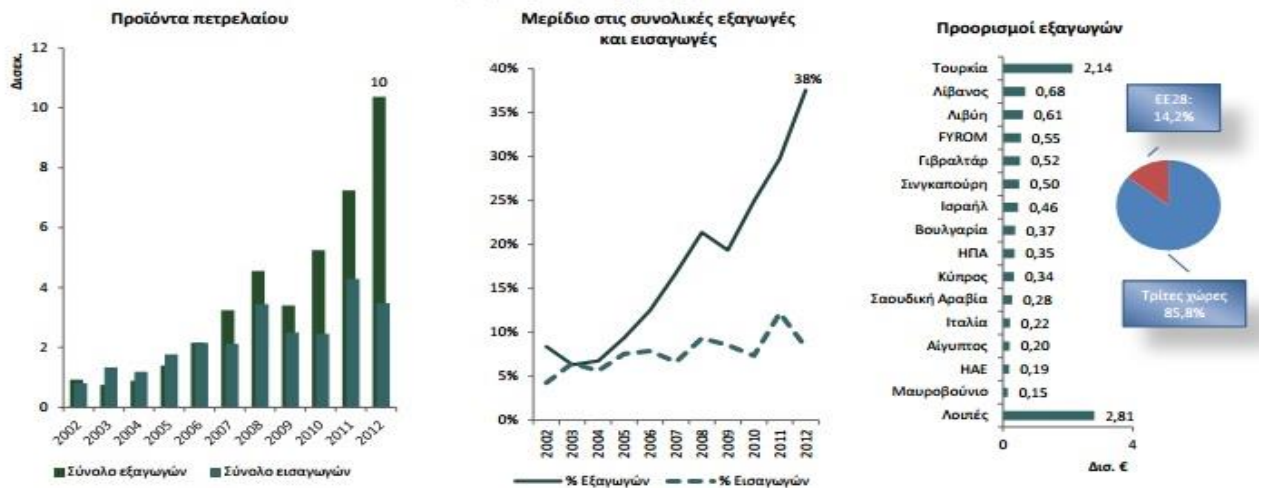 Προϊόντα πετρελαίου
Δισεκ.
12
10
8
6
4
2
0
10
2002
2003
2004
2005
2006
2007
2008
2009
2010
2011
2012
Σύνολο εξαγωγών
Σύνολο εισαγωγών
Μερίδιο στις συνολικές εξαγωγές
και εισαγωγές
40%
35%
30%
25%
20%
15%
10%
5%
0%
38%
2002
2003
2004
2005
2006
2007
2008
2009
2010
2011
2012
% Εξαγωγών
% Εισαγωγών
Προορισμοί εξαγωγών
Τουρκία 2,14
Λίβανος 0,68
Λιβύη 0,61
FYROM 0,55
Γιβραλτάρ 0,52
Σινγκαπούρη 0,50
Ισραήλ 0,46
Βουλγαρία 0,37
ΗΠΑ 0,35
Κύπρος 0,34
Σαουδική Αραβία 0,28
Ιταλία 0,22
Αίγυπτος 0,20
ΗΑΕ 0,19
Μαυροβούνιο 0,15
Λοιπές 2,81
0 4
Δισ. €
ΕΕ28:
14,2%
Τρίτες χώρες
85,8%